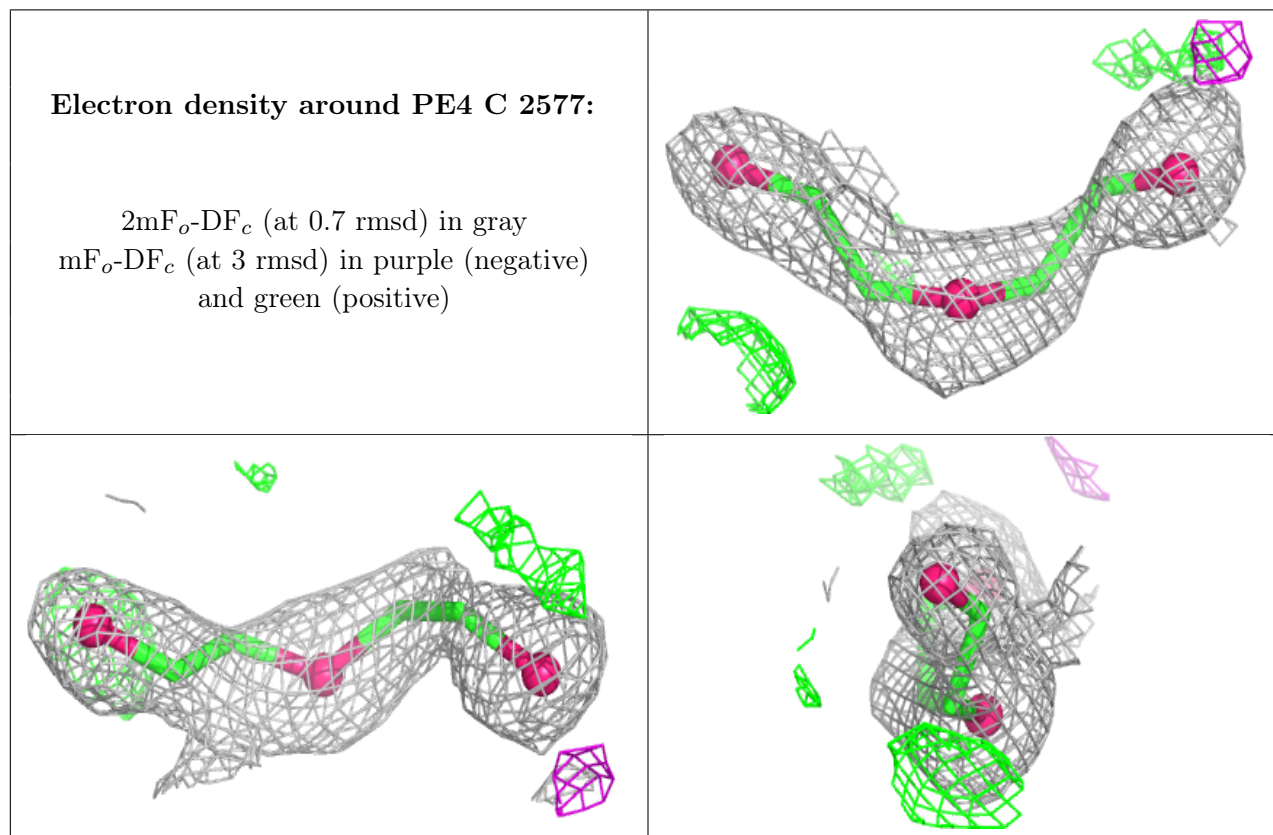 Electron density around PE4 C 2577:
2mFₒ-DF𝒸 (at 0.7 rmsd) in gray
mFₒ-DF𝒸 (at 3 rmsd) in purple (negative)
and green (positive)